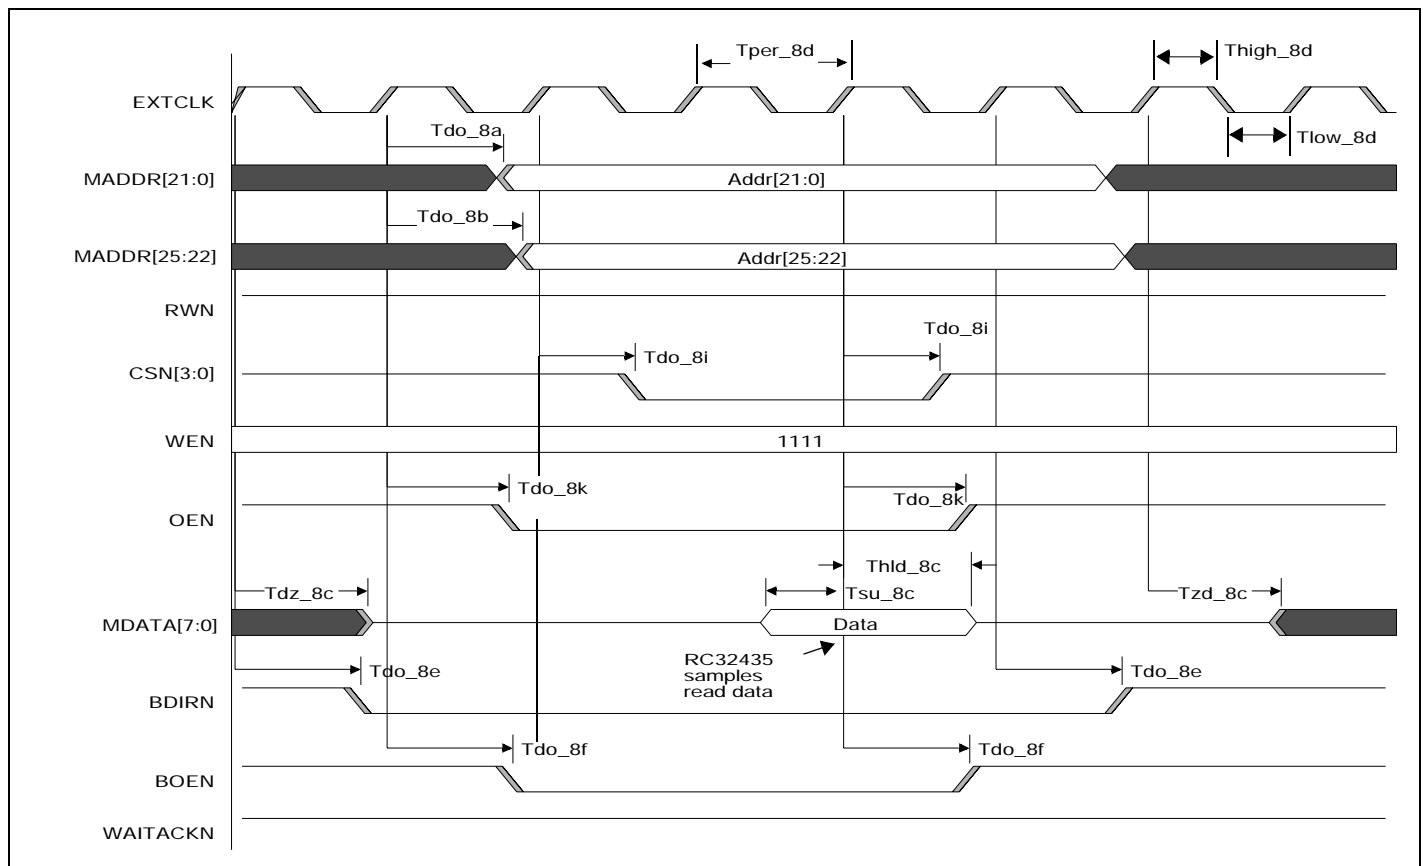 Tper_8d
Thigh_8d
EXTCLK
Tdo_8a
Tlow_8d
MADDR[21:0]
Addr[21:0]
Tdo_8b
MADDR[25:22]
Addr[25:22]
RWN
Tdo_8i
Tdo_8i
CSN[3:0]
WEN
1111
Tdo_8k
Tdo_8k
OEN
Thld_8c
Tdz_8c
Tsu_8c
Tzd_8c
MDATA[7:0]
Data
RC32435
samples
read data
Tdo_8e
Tdo_8e
BDIRN
Tdo_8f
Tdo_8f
BOEN
WAITACKN